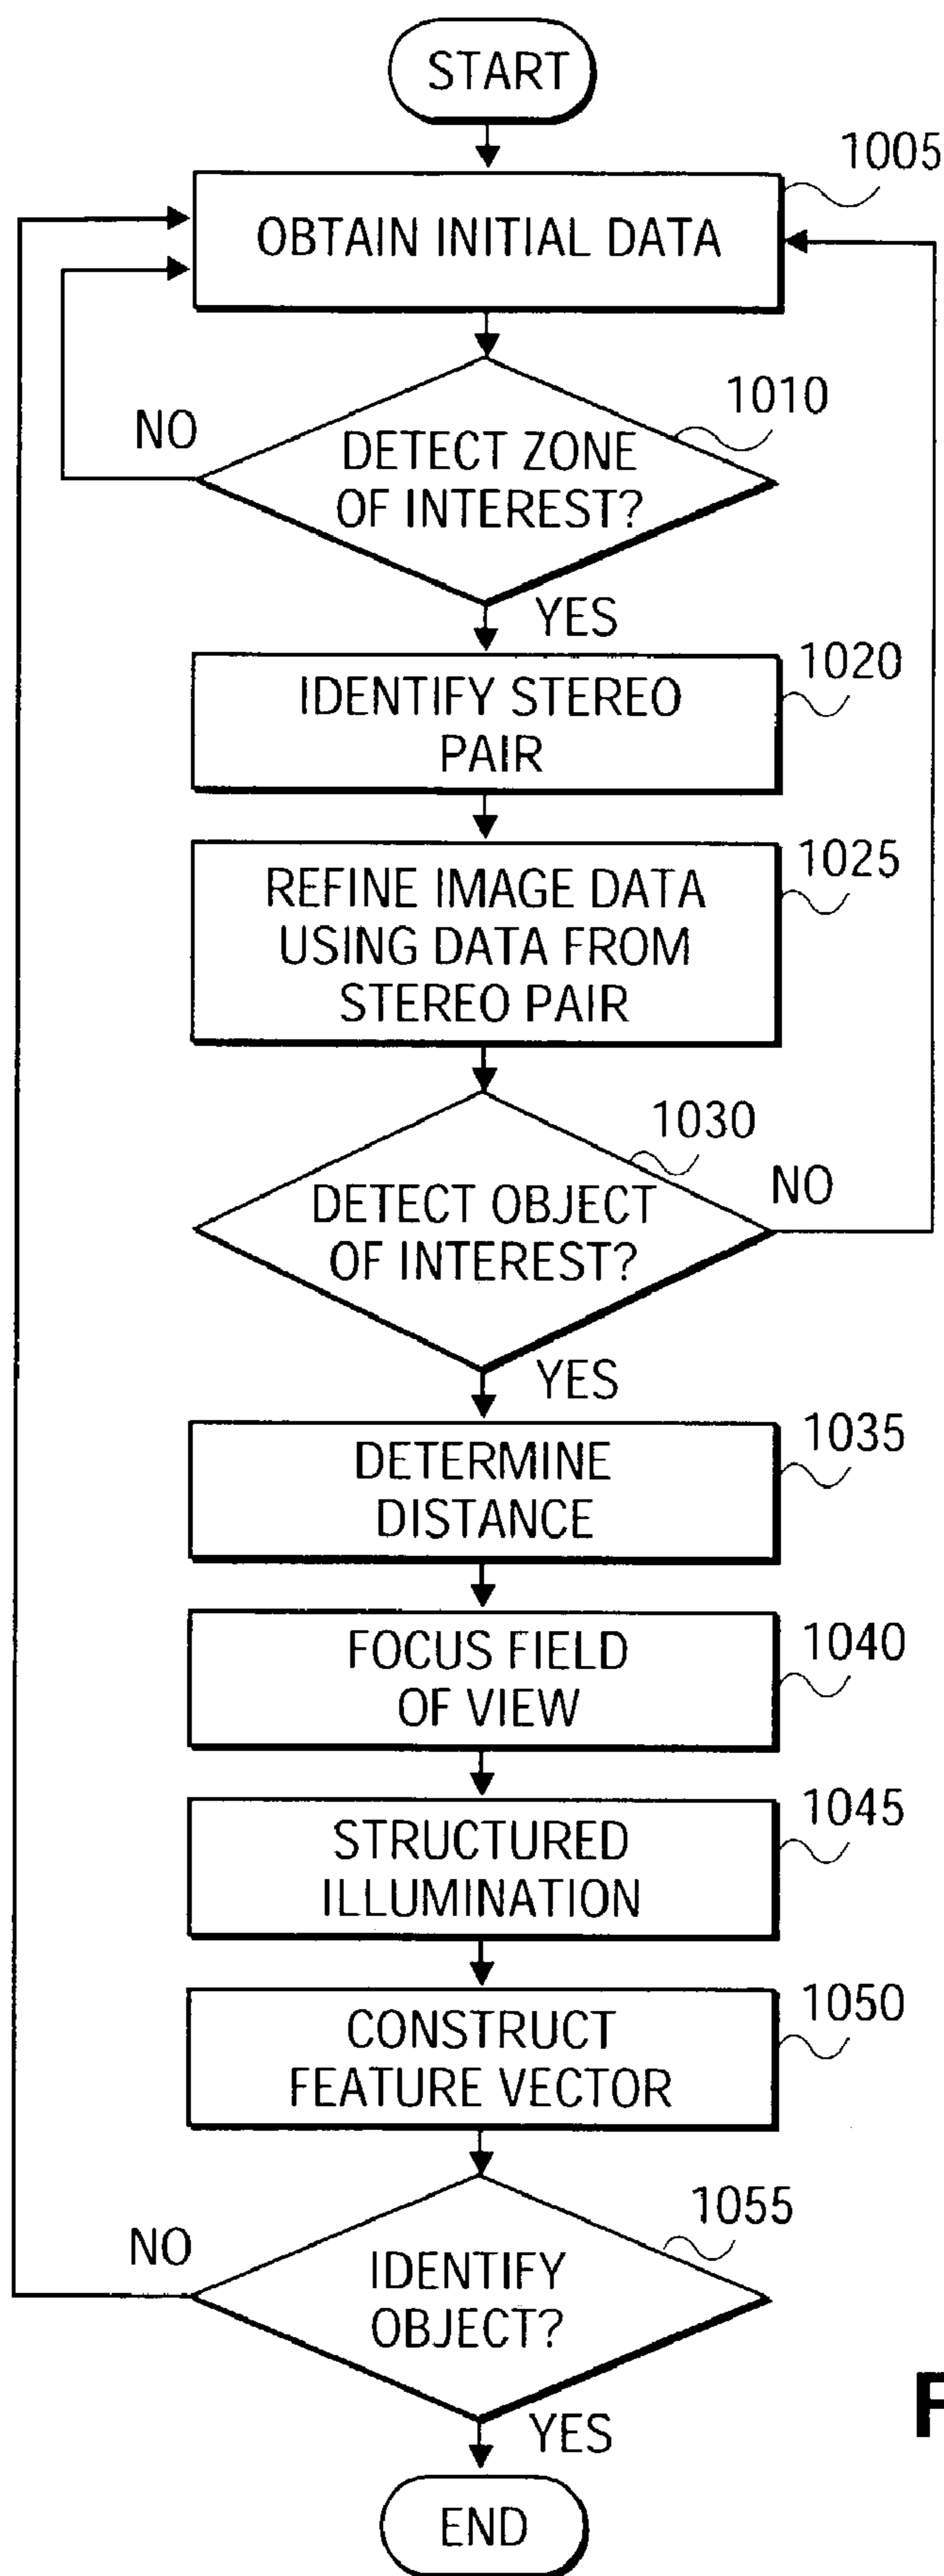 START
1005
OBTAIN INITIAL DATA
1010
NO
DETECT ZONE
OF INTEREST?
YES
1020
IDENTIFY STEREO
PAIR
1025
REFINE IMAGE DATA
USING DATA FROM
STEREO PAIR
1030
NO
DETECT OBJECT
OF INTEREST?
YES
1035
DETERMINE
DISTANCE
1040
FOCUS FIELD
OF VIEW
1045
STRUCTURED
ILLUMINATION
1050
CONSTRUCT
FEATURE VECTOR
1055
NO
IDENTIFY
OBJECT?
YES
END